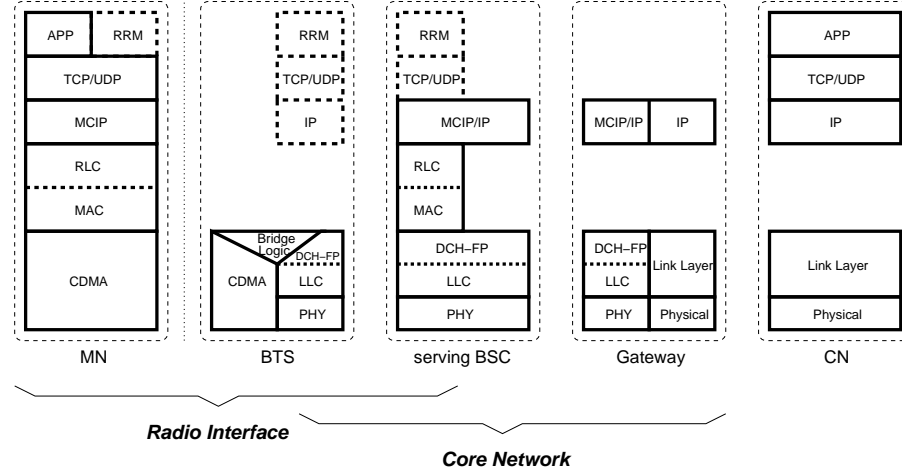 APP RRM RRM RRM APP
TCP/UDP TCP/UDP TCP/UDP TCP/UDP
MCIP IP MCIP/IP MCIP/IP IP IP
RLC RLC
MAC MAC
Bridge
Logic
DCH–FP DCH–FP DCH–FP
CDMA CDMA LLC LLC LLC Link Layer Link Layer
PHY PHY PHY Physical Physical
MN BTS serving BSC Gateway CN
Radio Interface
Core Network